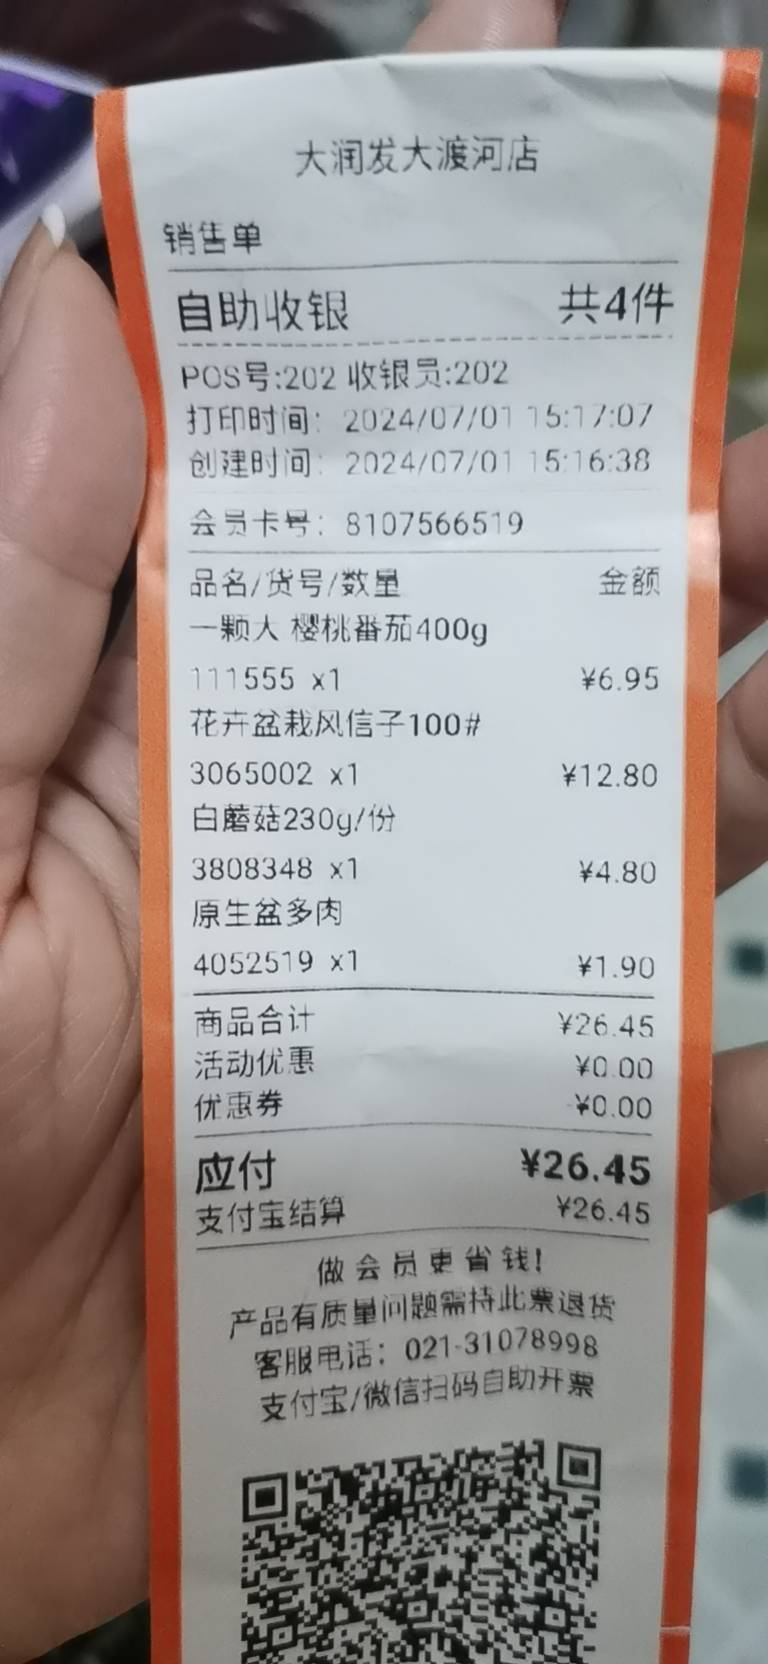 大润发大渡河店
销售单
自助收银 共4件
POS号:202 收银员:202
打印时间: 2024/07/01 15:17:07
创建时间: 2024/07/01 15:16:38
会员卡号: 8107566519
品名/货号/数量 金额
一颗大 樱桃番茄400g
111555 x1 ¥6.95
花卉盆栽风信子100#
3065002 x1 ¥12.80
白蘑菇230g/份
3808348 x1 ¥4.80
原生盆多肉
4052519 x1 ¥1.90
商品合计 ¥26.45
活动优惠 ¥0.00
优惠券 -¥0.00
应付 ¥26.45
支付宝结算 ¥26.45
做会员更省钱!
产品有质量问题需持此票退货
客服电话: 021-31078998
支付宝/微信扫码自助开票